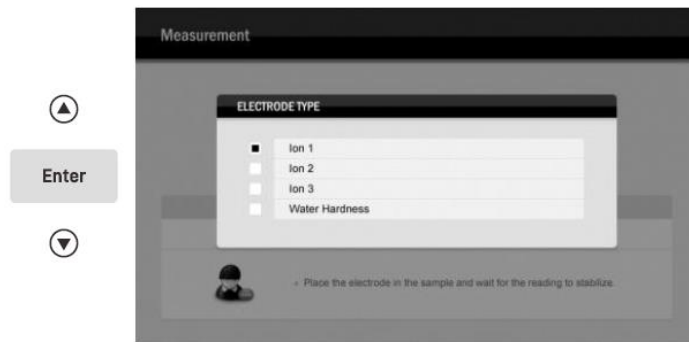 Measurement
ELECTRODE TYPE
Ion 1
Ion 2
Ion 3
Water Hardness
Enter
Place the electrode in the sample and wait for the reading to stabilize.